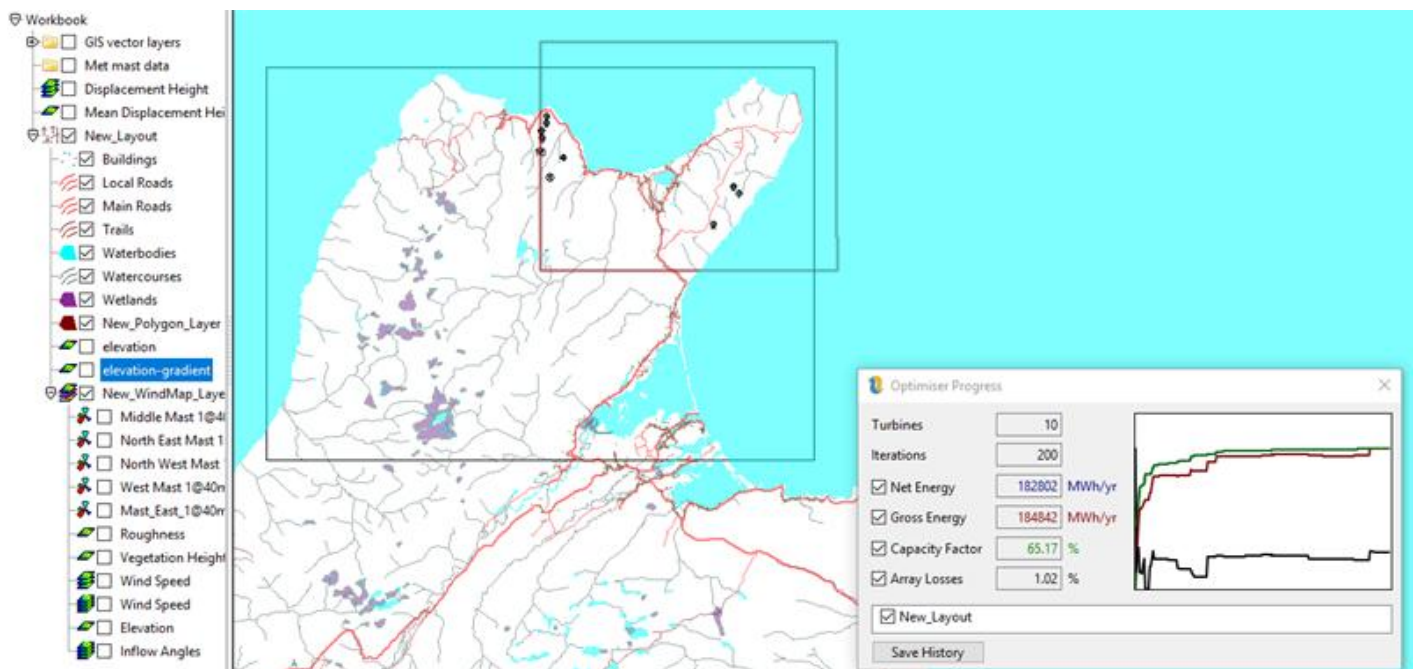 Workbook
GIS vector layers
Met mast data
Displacement Height
Mean Displacement Hei
New_Layout
Buildings
Local Roads
Main Roads
Trails
Waterbodies
Watercourses
Wetlands
New_Polygon_Layer
elevation
elevation-gradient
New_WindMap_Laye
Middle Mast 1@4
North East Mast 1
North West Mast
West Mast 1@40m
Mast_East_1@40m
Roughness
Vegetation Height
Wind Speed
Wind Speed
Elevation
Inflow Angles
Optimiser Progress
Turbines 10
Iterations 200
Net Energy 182802 MWh/yr
Gross Energy 184842 MWh/yr
Capacity Factor 65.17 %
Array Losses 1.02 %
New_Layout
Save History